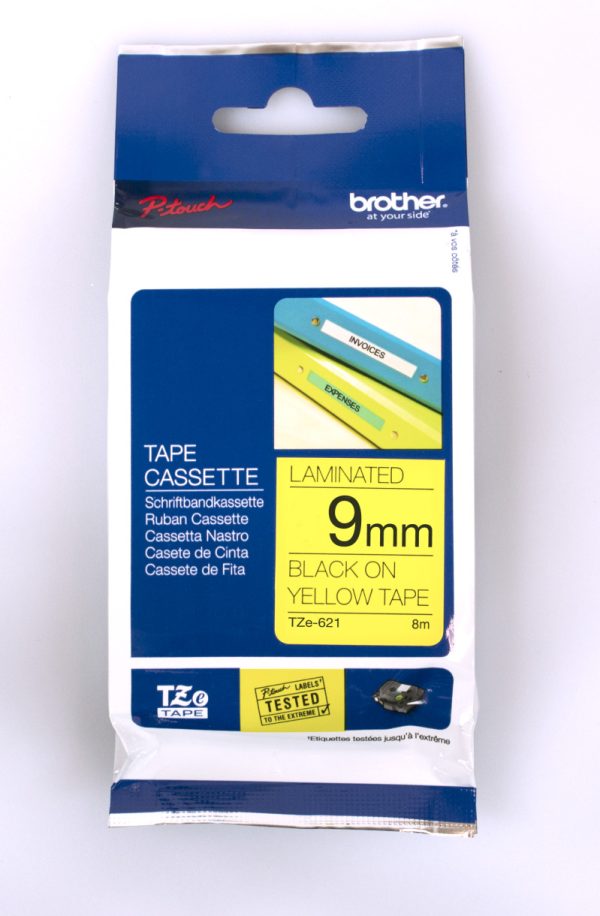 P-touch
brother
at your side*
*à vos côtés
INVOICES
EXPENSES
TAPE
CASSETTE
Schriftbandkassette
Ruban Cassette
Cassetta Nastro
Casete de Cinta
Cassete de Fita
LAMINATED
9mm
BLACK ON
YELLOW TAPE
TZe-621 8m
TZe
TAPE
P-touch LABELS*
TESTED
TO THE EXTREME
*Etiquettes testées jusqu'à l'extrême